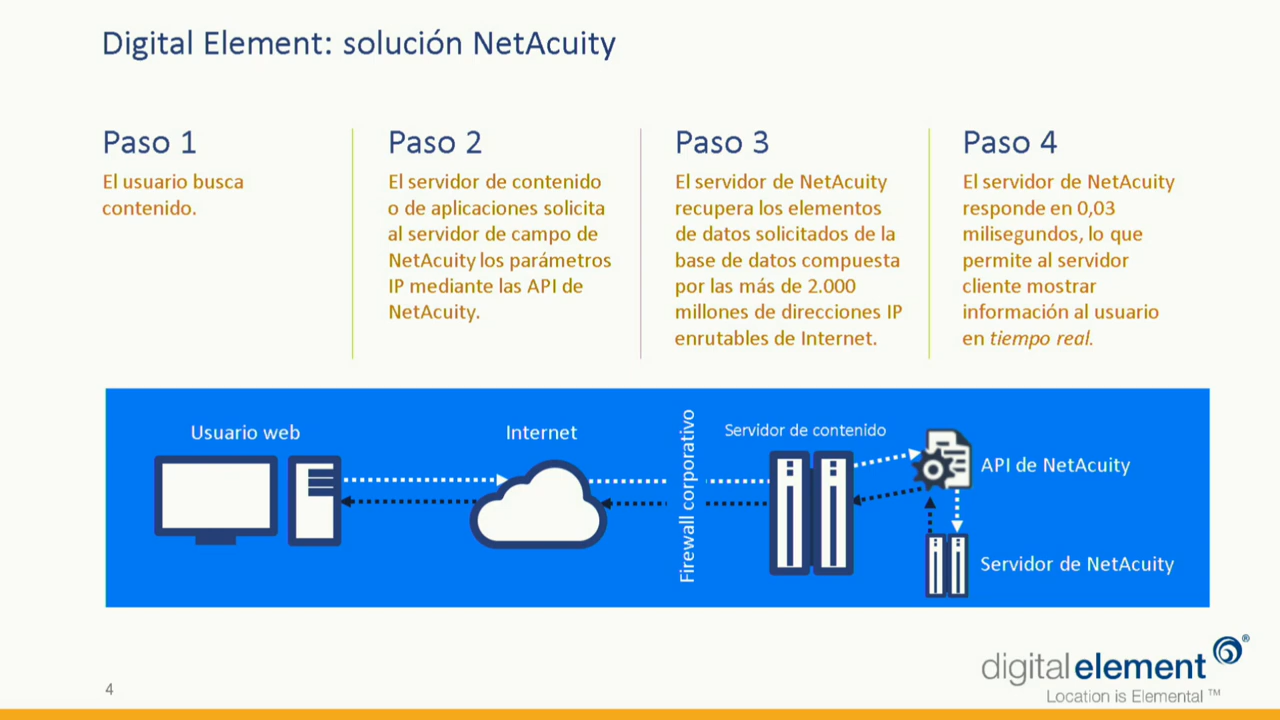 Digital Element: solución NetAcuity
Paso 1
El usuario busca
contenido.
Paso 2
El servidor de contenido
o de aplicaciones solicita
al servidor de campo de
NetAcuity los parámetros
IP mediante las API de
NetAcuity.
Paso 3
El servidor de NetAcuity
recupera los elementos
de datos solicitados de la
base de datos compuesta
por las más de 2.000
millones de direcciones IP
enrutables de Internet.
Paso 4
El servidor de NetAcuity
responde en 0,03
milisegundos, lo que
permite al servidor
cliente mostrar
información al usuario
en tiempo real.
Usuario web
Internet
Firewall corporativo
Servidor de contenido
API de NetAcuity
Servidor de NetAcuity
digitalelement®
Location is Elemental ™
4